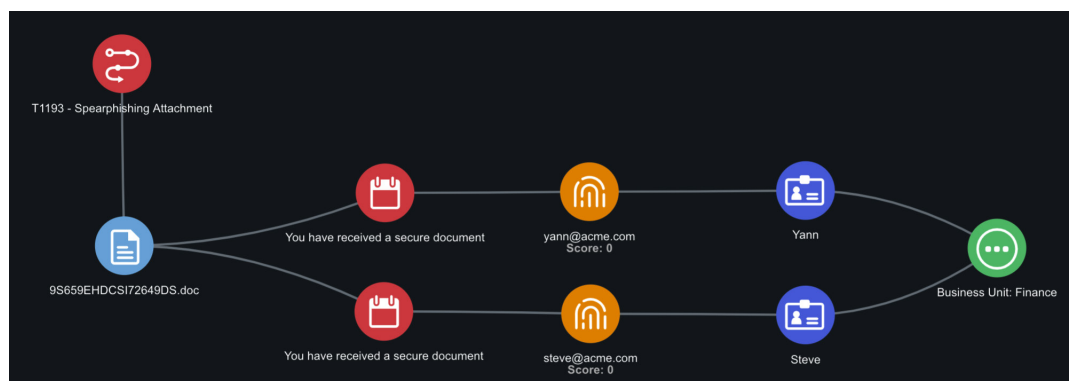 T1193 - Spearphishing Attachment
You have received a secure document
yann@acme.com
Score: 0
Yann
9S659EHDCSI72649DS.doc
Business Unit: Finance
You have received a secure document
steve@acme.com
Score: 0
Steve